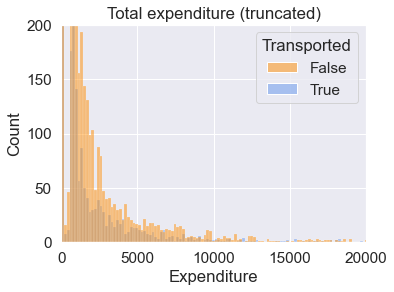 Total expenditure (truncated)
200
150
100
50
0
Count
Transported
False
True
0 5000 10000 15000 20000
Expenditure